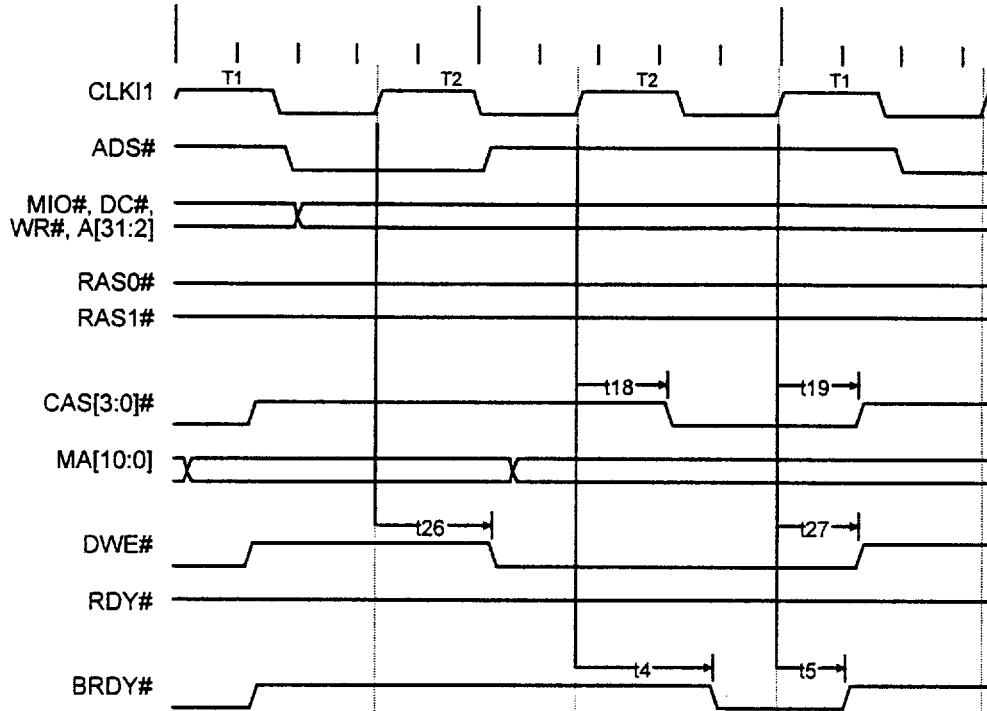 T1 T2 T2 T1
CLKI1
ADS#
MIO#, DC#,
WR#, A[31:2]
RAS0#
RAS1#
t18 t19
CAS[3:0]#
MA[10:0]
t26 t27
DWE#
RDY#
t4 t5
BRDY#